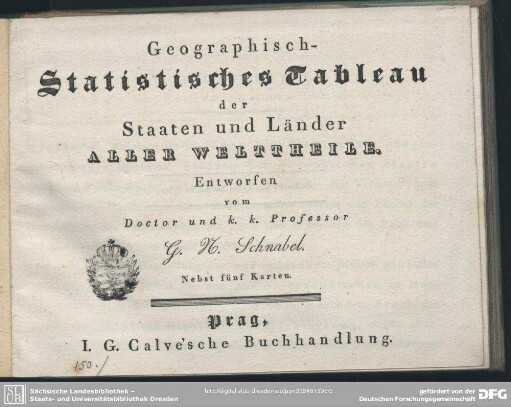 Geographisch-
Statistisches Tableau
der
Staaten und Länder
ALLER WELTTHEILE.
Entworfen
vom
Doctor und k. k. Professor
G. N. Schnabel.
Nebst fünf Karten.
Prag,
I. G. Calve'sche Buchhandlung.
150./
Sächsische Landesbibliothek –
Staats- und Universitätsbibliothek Dresden
gefördert von der
Deutschen Forschungsgemeinschaft
DFG